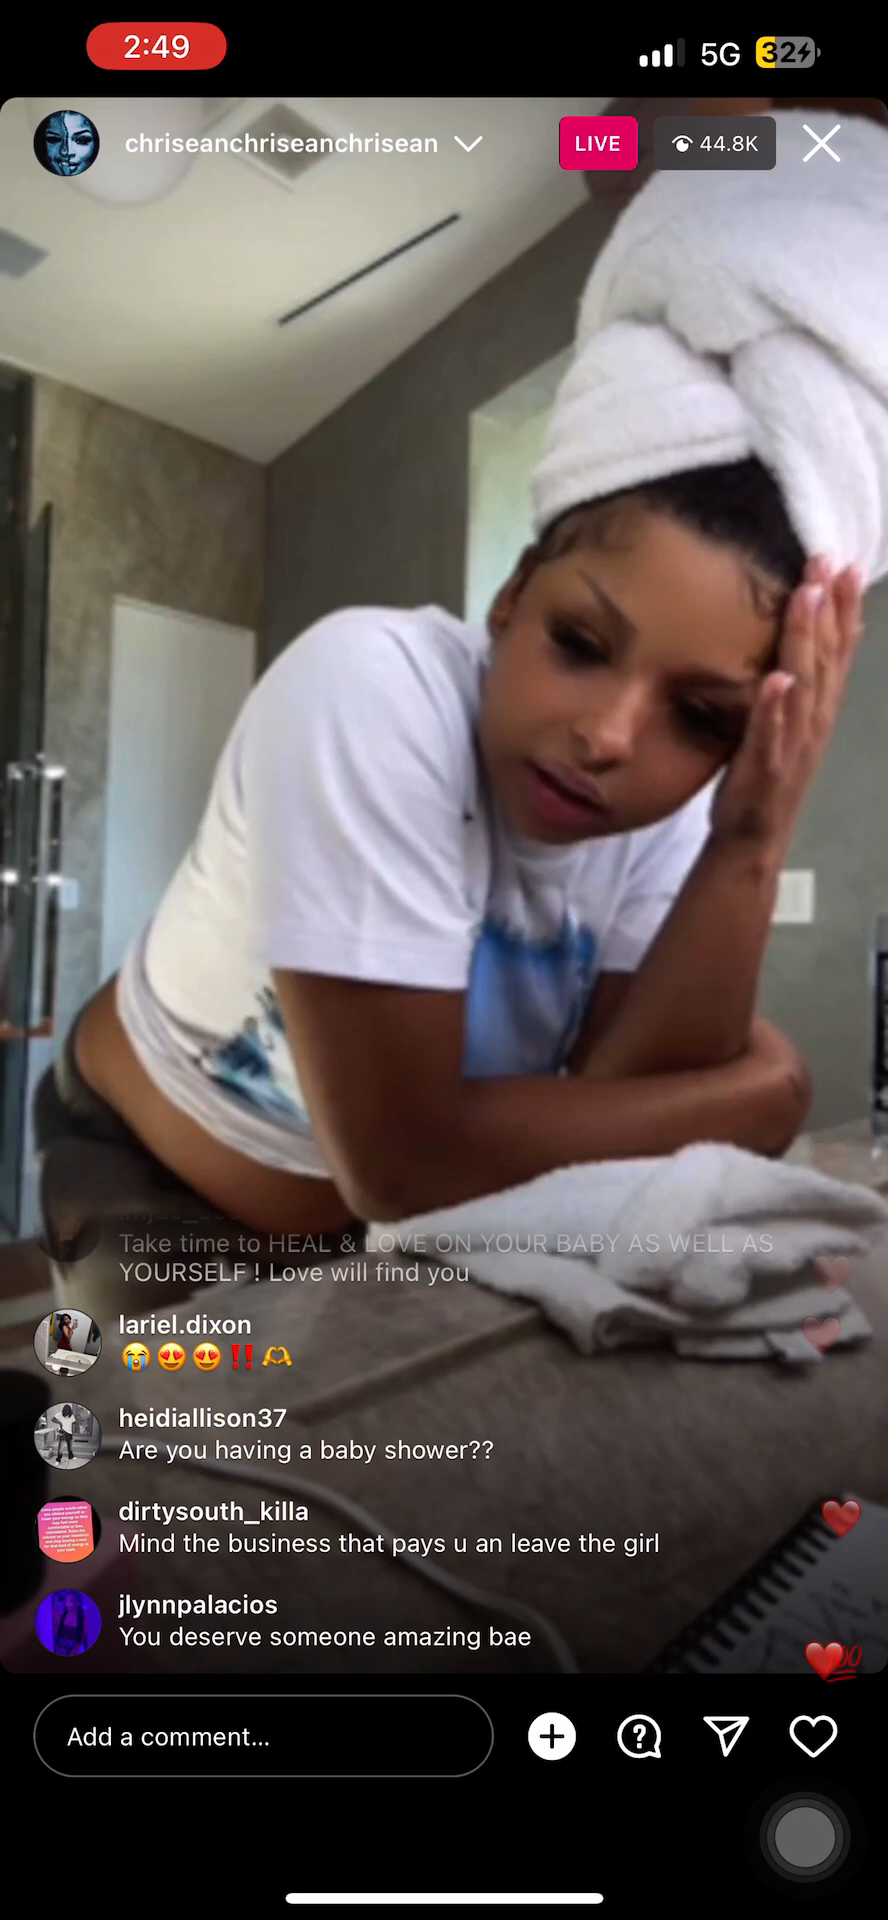 2:49
5G
32
chriseanchriseanchrisean
LIVE
44.8K
Take time to HEAL & LOVE ON YOUR BABY AS WELL AS
YOURSELF ! Love will find you
lariel.dixon
😭😍😍‼️🫶
heidiallison37
Are you having a baby shower??
dirtysouth_killa
Mind the business that pays u an leave the girl
jlynnpalacios
You deserve someone amazing bae
Add a comment...